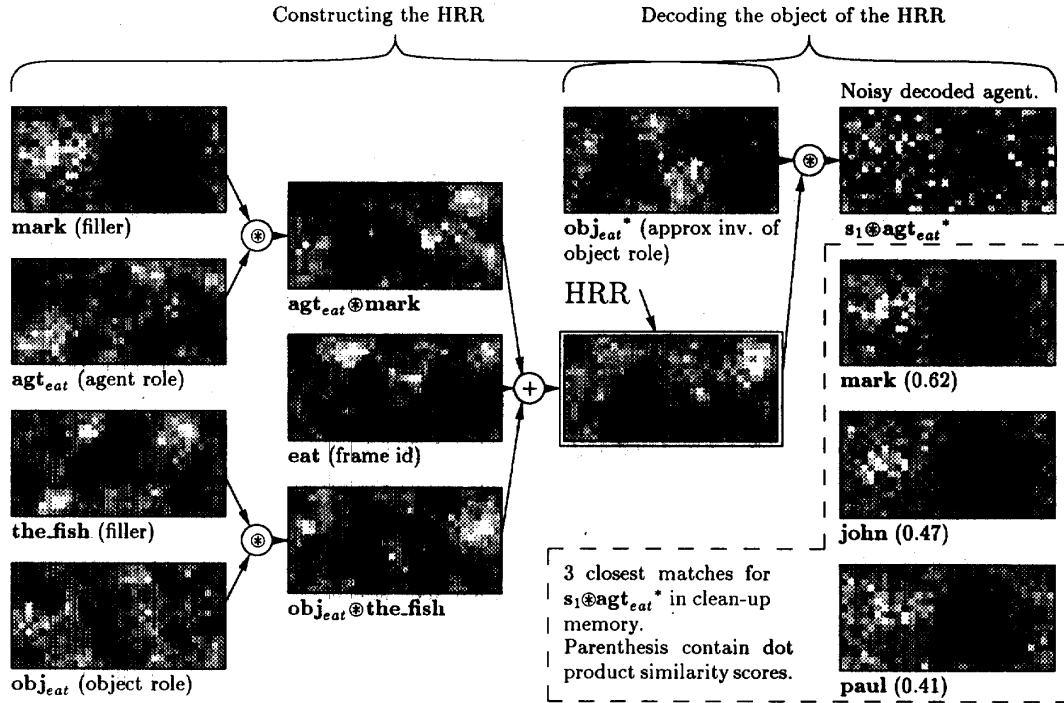 Constructing the HRR
Decoding the object of the HRR
mark (filler)
agt_eat (agent role)
the_fish (filler)
obj_eat (object role)
⊛
⊛
agt_eat⊛mark
eat (frame id)
obj_eat⊛the_fish
+
obj_eat* (approx inv. of
object role)
HRR
⊛
Noisy decoded agent.
s₁⊛agt_eat*
mark (0.62)
john (0.47)
paul (0.41)
3 closest matches for
s₁⊛agt_eat* in clean-up
memory.
Parenthesis contain dot
product similarity scores.